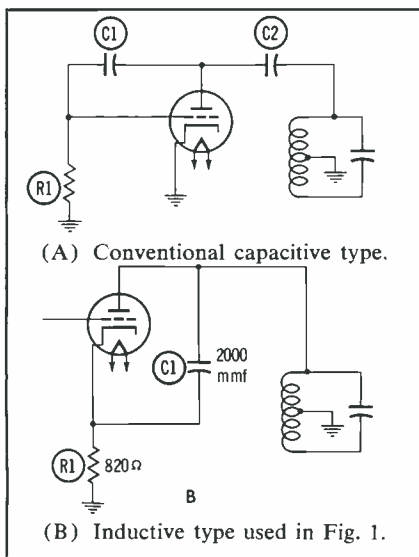 C1
C2
R1
(A) Conventional capacitive type.
C1
2000
mmf
R1
820Ω
B
(B) Inductive type used in Fig. 1.